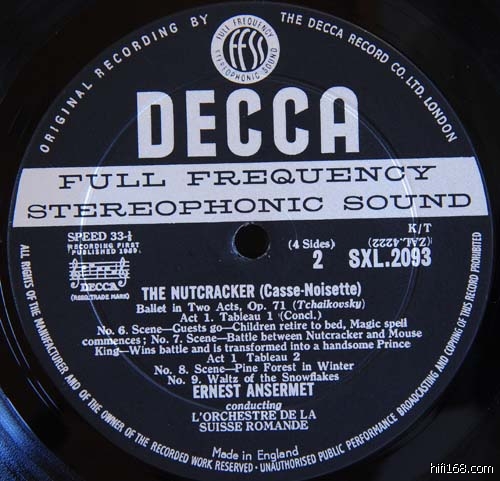 ORIGINAL RECORDING BY
THE DECCA RECORD CO. LTD. LONDON
FULL FREQUENCY
FFSS
STEREOPHONIC SOUND
DECCA
FULL FREQUENCY
STEREOPHONIC SOUND
SPEED 33-⅓
RECORDING FIRST
PUBLISHED 1959.
DECCA
(REGD. TRADE MARK)
K/T
(ZAL.4222)
(4 Sides)
2 SXL.2093
THE NUTCRACKER (Casse-Noisette)
Ballet in Two Acts, Op. 71 (Tchaikovsky)
Act 1. Tableau 1 (Concl.)
No. 6. Scene—Guests go—Children retire to bed, Magic spell
commences; No. 7. Scene—Battle between Nutcracker and Mouse
King—Wins battle and is transformed into a handsome Prince
Act 1 Tableau 2
No. 8. Scene—Pine Forest in Winter
No. 9. Waltz of the Snowflakes
ERNEST ANSERMET
conducting
L'ORCHESTRE DE LA
SUISSE ROMANDE
Made in England
ALL RIGHTS OF THE MANUFACTURER AND OF THE OWNER OF THE RECORDED WORK RESERVED · UNAUTHORISED PUBLIC PERFORMANCE BROADCASTING AND COPYING OF THIS RECORD PROHIBITED
hifi168.com